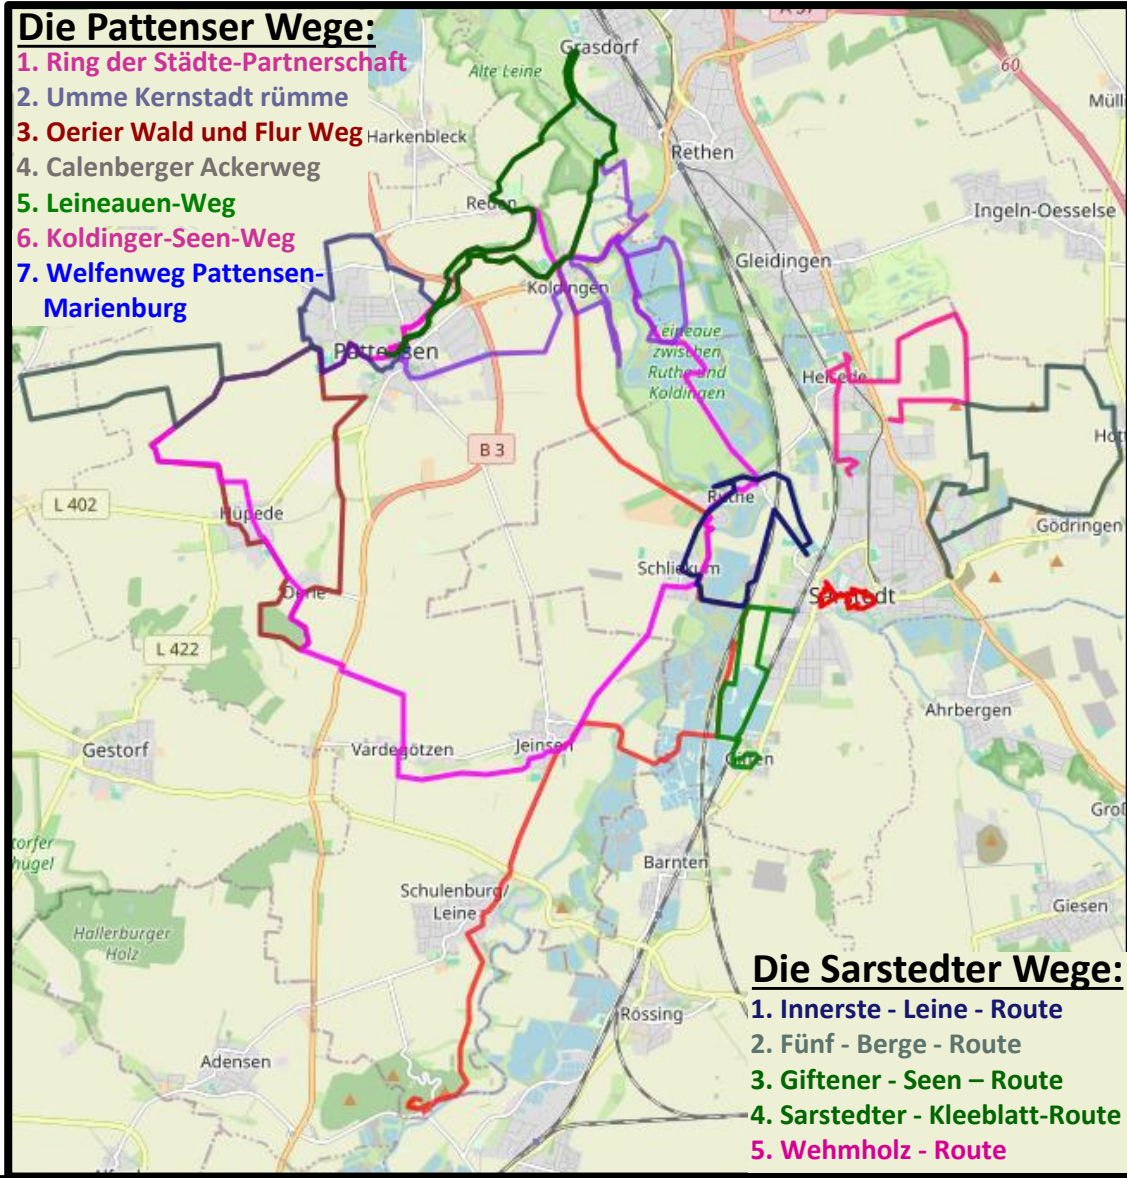 Die Pattenser Wege:
1. Ring der Städte-Partnerschaft
2. Umme Kernstadt rümme
3. Oerier Wald und Flur Weg
4. Calenberger Ackerweg
5. Leineauen-Weg
6. Koldinger-Seen-Weg
7. Welfenweg Pattensen-
Marienburg
Grasdorf
Alte Leine
60
Harkenbleck
Rethen
Ingeln-Oesselse
Gleidingen
Koldingen
Pattensen
Leineaue
zwischen
Ruthe und
Koldingen
B 3
L 402
Hüpede
Ruthe
Gödringen
Schliekum
Sarstedt
L 422
Ahrbergen
Gestorf
Vardegötzen
Jeinsen
Barnten
Schulenburg/
Leine
Giesen
Hallerburger
Holz
Rössing
Adensen
Die Sarstedter Wege:
1. Innerste - Leine - Route
2. Fünf - Berge - Route
3. Giftener - Seen – Route
4. Sarstedter - Kleeblatt-Route
5. Wehmholz - Route